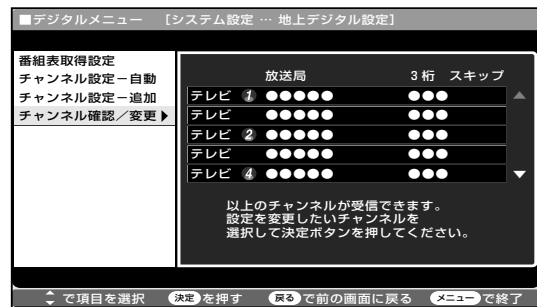 ■デジタルメニュー [システム設定 … 地上デジタル設定]
番組表取得設定
チャンネル設定－自動
チャンネル設定－追加
チャンネル確認／変更▶
放送局 3桁 スキップ
テレビ 1 ●●●●● ●●●
テレビ ●●●●● ●●●
テレビ 2 ●●●●● ●●●
テレビ ●●●●● ●●●
テレビ 4 ●●●●● ●●●
以上のチャンネルが受信できます。
設定を変更したいチャンネルを
選択して決定ボタンを押してください。
で項目を選択 決定を押す 戻るで前の画面に戻る メニューで終了